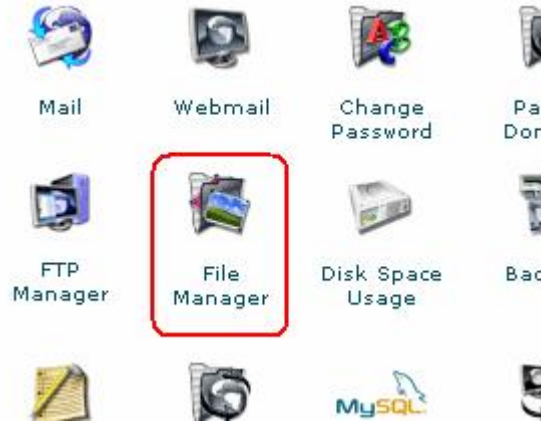 Mail
Webmail
Change
Password
FTP
Manager
File
Manager
Disk Space
Usage
MySQL